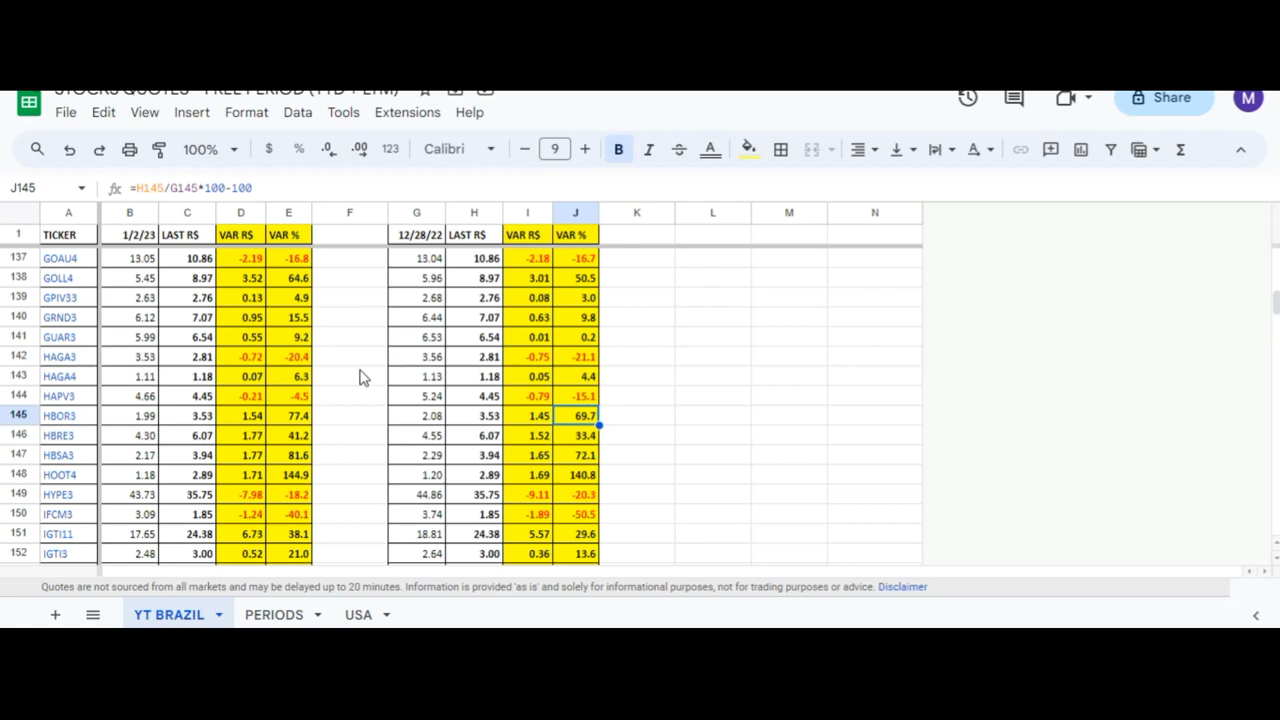 STOCKS QUOTES - FREE PERIOD (YTD + LTM)
File Edit View Insert Format Data Tools Extensions Help
Share M
100% $ % .0 .00 123 Calibri 9 B I A Σ
J145 fx =H145/G145*100-100
A B C D E F G H I J K L M N
1 TICKER 1/2/23 LAST R$ VAR R$ VAR % 12/28/22 LAST R$ VAR R$ VAR %
137 GOAU4 13.05 10.86 -2.19 -16.8 13.04 10.86 -2.18 -16.7
138 GOLL4 5.45 8.97 3.52 64.6 5.96 8.97 3.01 50.5
139 GPIV33 2.63 2.76 0.13 4.9 2.68 2.76 0.08 3.0
140 GRND3 6.12 7.07 0.95 15.5 6.44 7.07 0.63 9.8
141 GUAR3 5.99 6.54 0.55 9.2 6.53 6.54 0.01 0.2
142 HAGA3 3.53 2.81 -0.72 -20.4 3.56 2.81 -0.75 -21.1
143 HAGA4 1.11 1.18 0.07 6.3 1.13 1.18 0.05 4.4
144 HAPV3 4.66 4.45 -0.21 -4.5 5.24 4.45 -0.79 -15.1
145 HBOR3 1.99 3.53 1.54 77.4 2.08 3.53 1.45 69.7
146 HBRE3 4.30 6.07 1.77 41.2 4.55 6.07 1.52 33.4
147 HBSA3 2.17 3.94 1.77 81.6 2.29 3.94 1.65 72.1
148 HOOT4 1.18 2.89 1.71 144.9 1.20 2.89 1.69 140.8
149 HYPE3 43.73 35.75 -7.98 -18.2 44.86 35.75 -9.11 -20.3
150 IFCM3 3.09 1.85 -1.24 -40.1 3.74 1.85 -1.89 -50.5
151 IGTI11 17.65 24.38 6.73 38.1 18.81 24.38 5.57 29.6
152 IGTI3 2.48 3.00 0.52 21.0 2.64 3.00 0.36 13.6
Quotes are not sourced from all markets and may be delayed up to 20 minutes. Information is provided 'as is' and solely for informational purposes, not for trading purposes or advice. Disclaimer
YT BRAZIL PERIODS USA